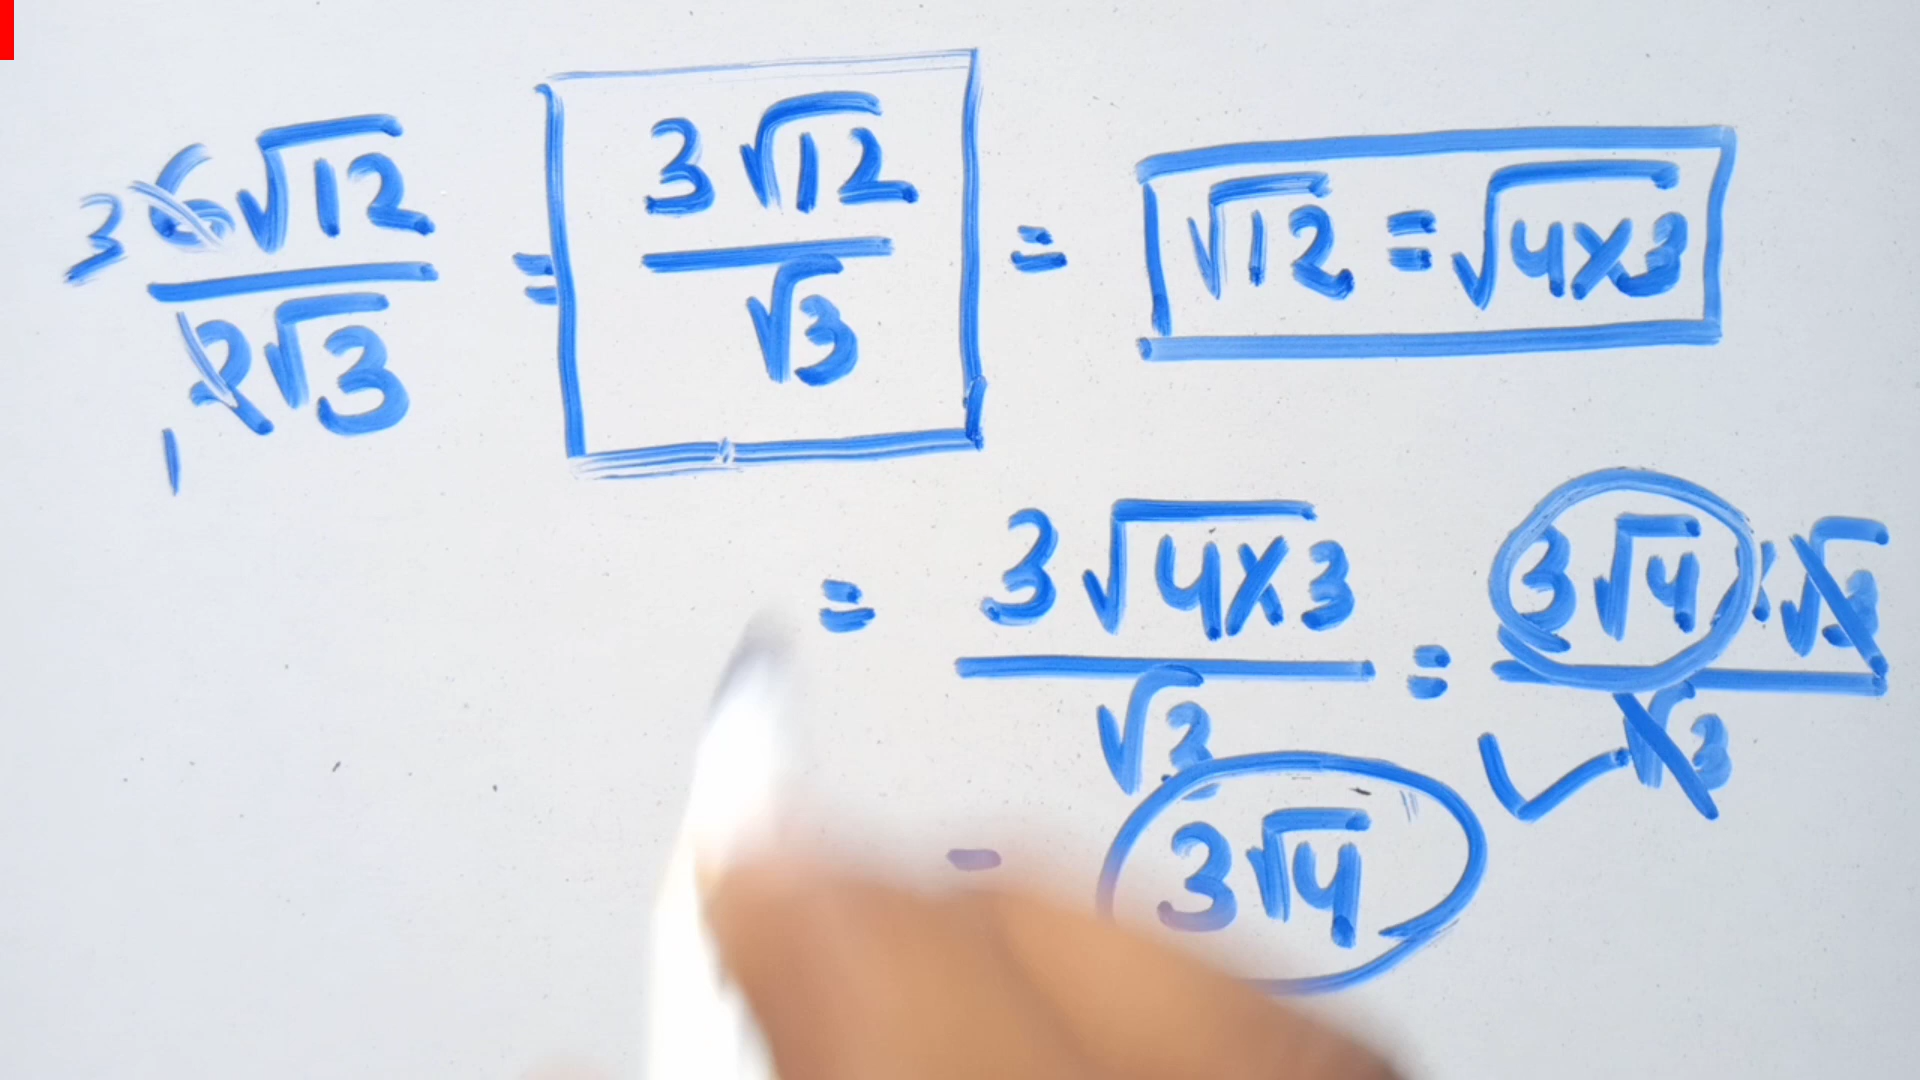 3 6√12 / 2√3 1 = 3√12 / √3 = √12 = √4×3
= 3√4×3 / √3 = 3√4 × √3 / √3
= 3√4